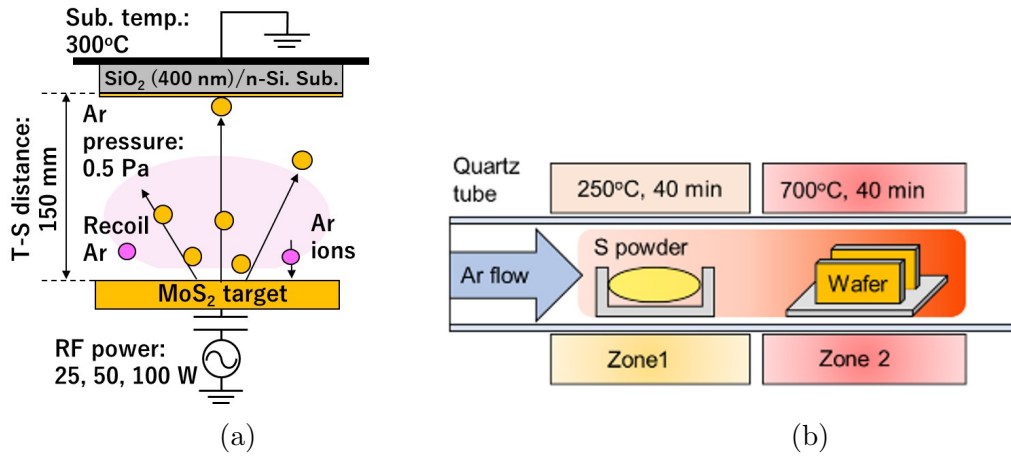 Sub. temp.:
300°C
SiO₂ (400 nm)/n-Si. Sub.
T-S distance:
150 mm
Ar
pressure:
0.5 Pa
Recoil
Ar
Ar
ions
MoS₂ target
RF power:
25, 50, 100 W
(a)
Quartz
tube
250°C, 40 min
700°C, 40 min
Ar flow
S powder
Wafer
Zone1
Zone 2
(b)